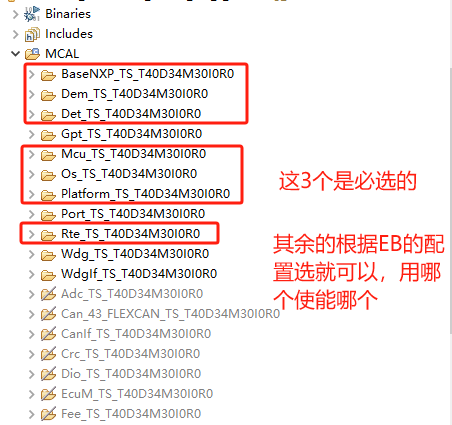 Binaries
Includes
MCAL
BaseNXP_TS_T40D34M30I0R0
Dem_TS_T40D34M30I0R0
Det_TS_T40D34M30I0R0
Gpt_TS_T40D34M30I0R0
Mcu_TS_T40D34M30I0R0
Os_TS_T40D34M30I0R0
Platform_TS_T40D34M30I0R0
这3个是必选的
Port_TS_T40D34M30I0R0
Rte_TS_T40D34M30I0R0
Wdg_TS_T40D34M30I0R0
WdgIf_TS_T40D34M30I0R0
其余的根据EB的配
置选就可以，用哪
个使能哪个
Adc_TS_T40D34M30I0R0
Can_43_FLEXCAN_TS_T40D34M30I0R0
CanIf_TS_T40D34M30I0R0
Crc_TS_T40D34M30I0R0
Dio_TS_T40D34M30I0R0
EcuM_TS_T40D34M30I0R0
Fee_TS_T40D34M30I0R0